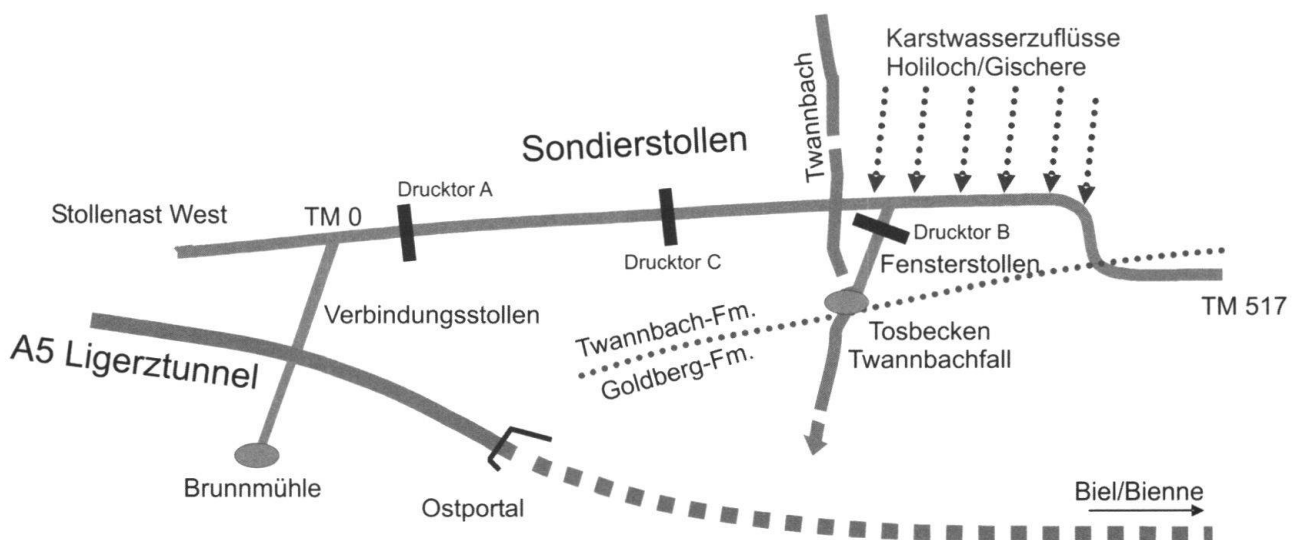 Karstwasserzuflüsse
Holiloch/Gischere
Twannbach
Sondierstollen
Drucktor A
Stollenast West
TM 0
Drucktor B
Drucktor C
Fensterstollen
TM 517
Verbindungsstollen
Twannbach-Fm.
Goldberg-Fm.
Tosbecken
Twannbachfall
A5 Ligerztunnel
Brunnmühle
Ostportal
Biel/Bienne